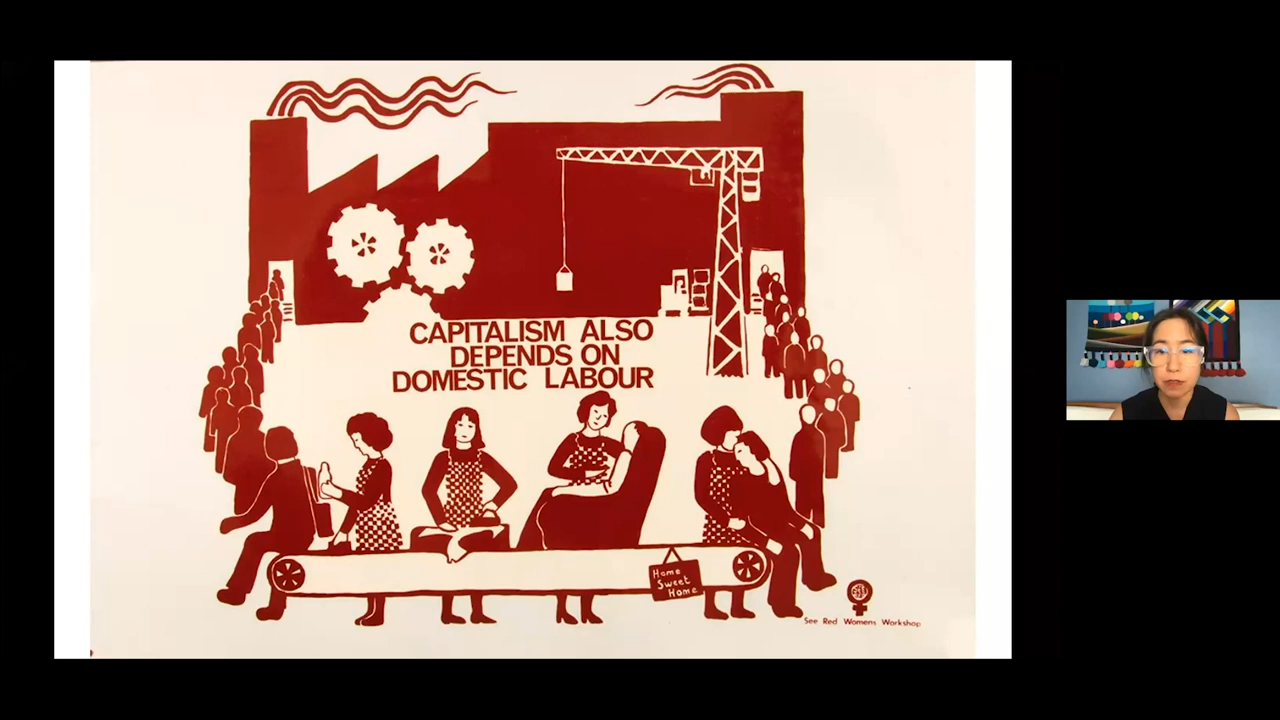 CAPITALISM ALSO
DEPENDS ON
DOMESTIC LABOUR
Home
Sweet
Home
See Red Womens Workshop